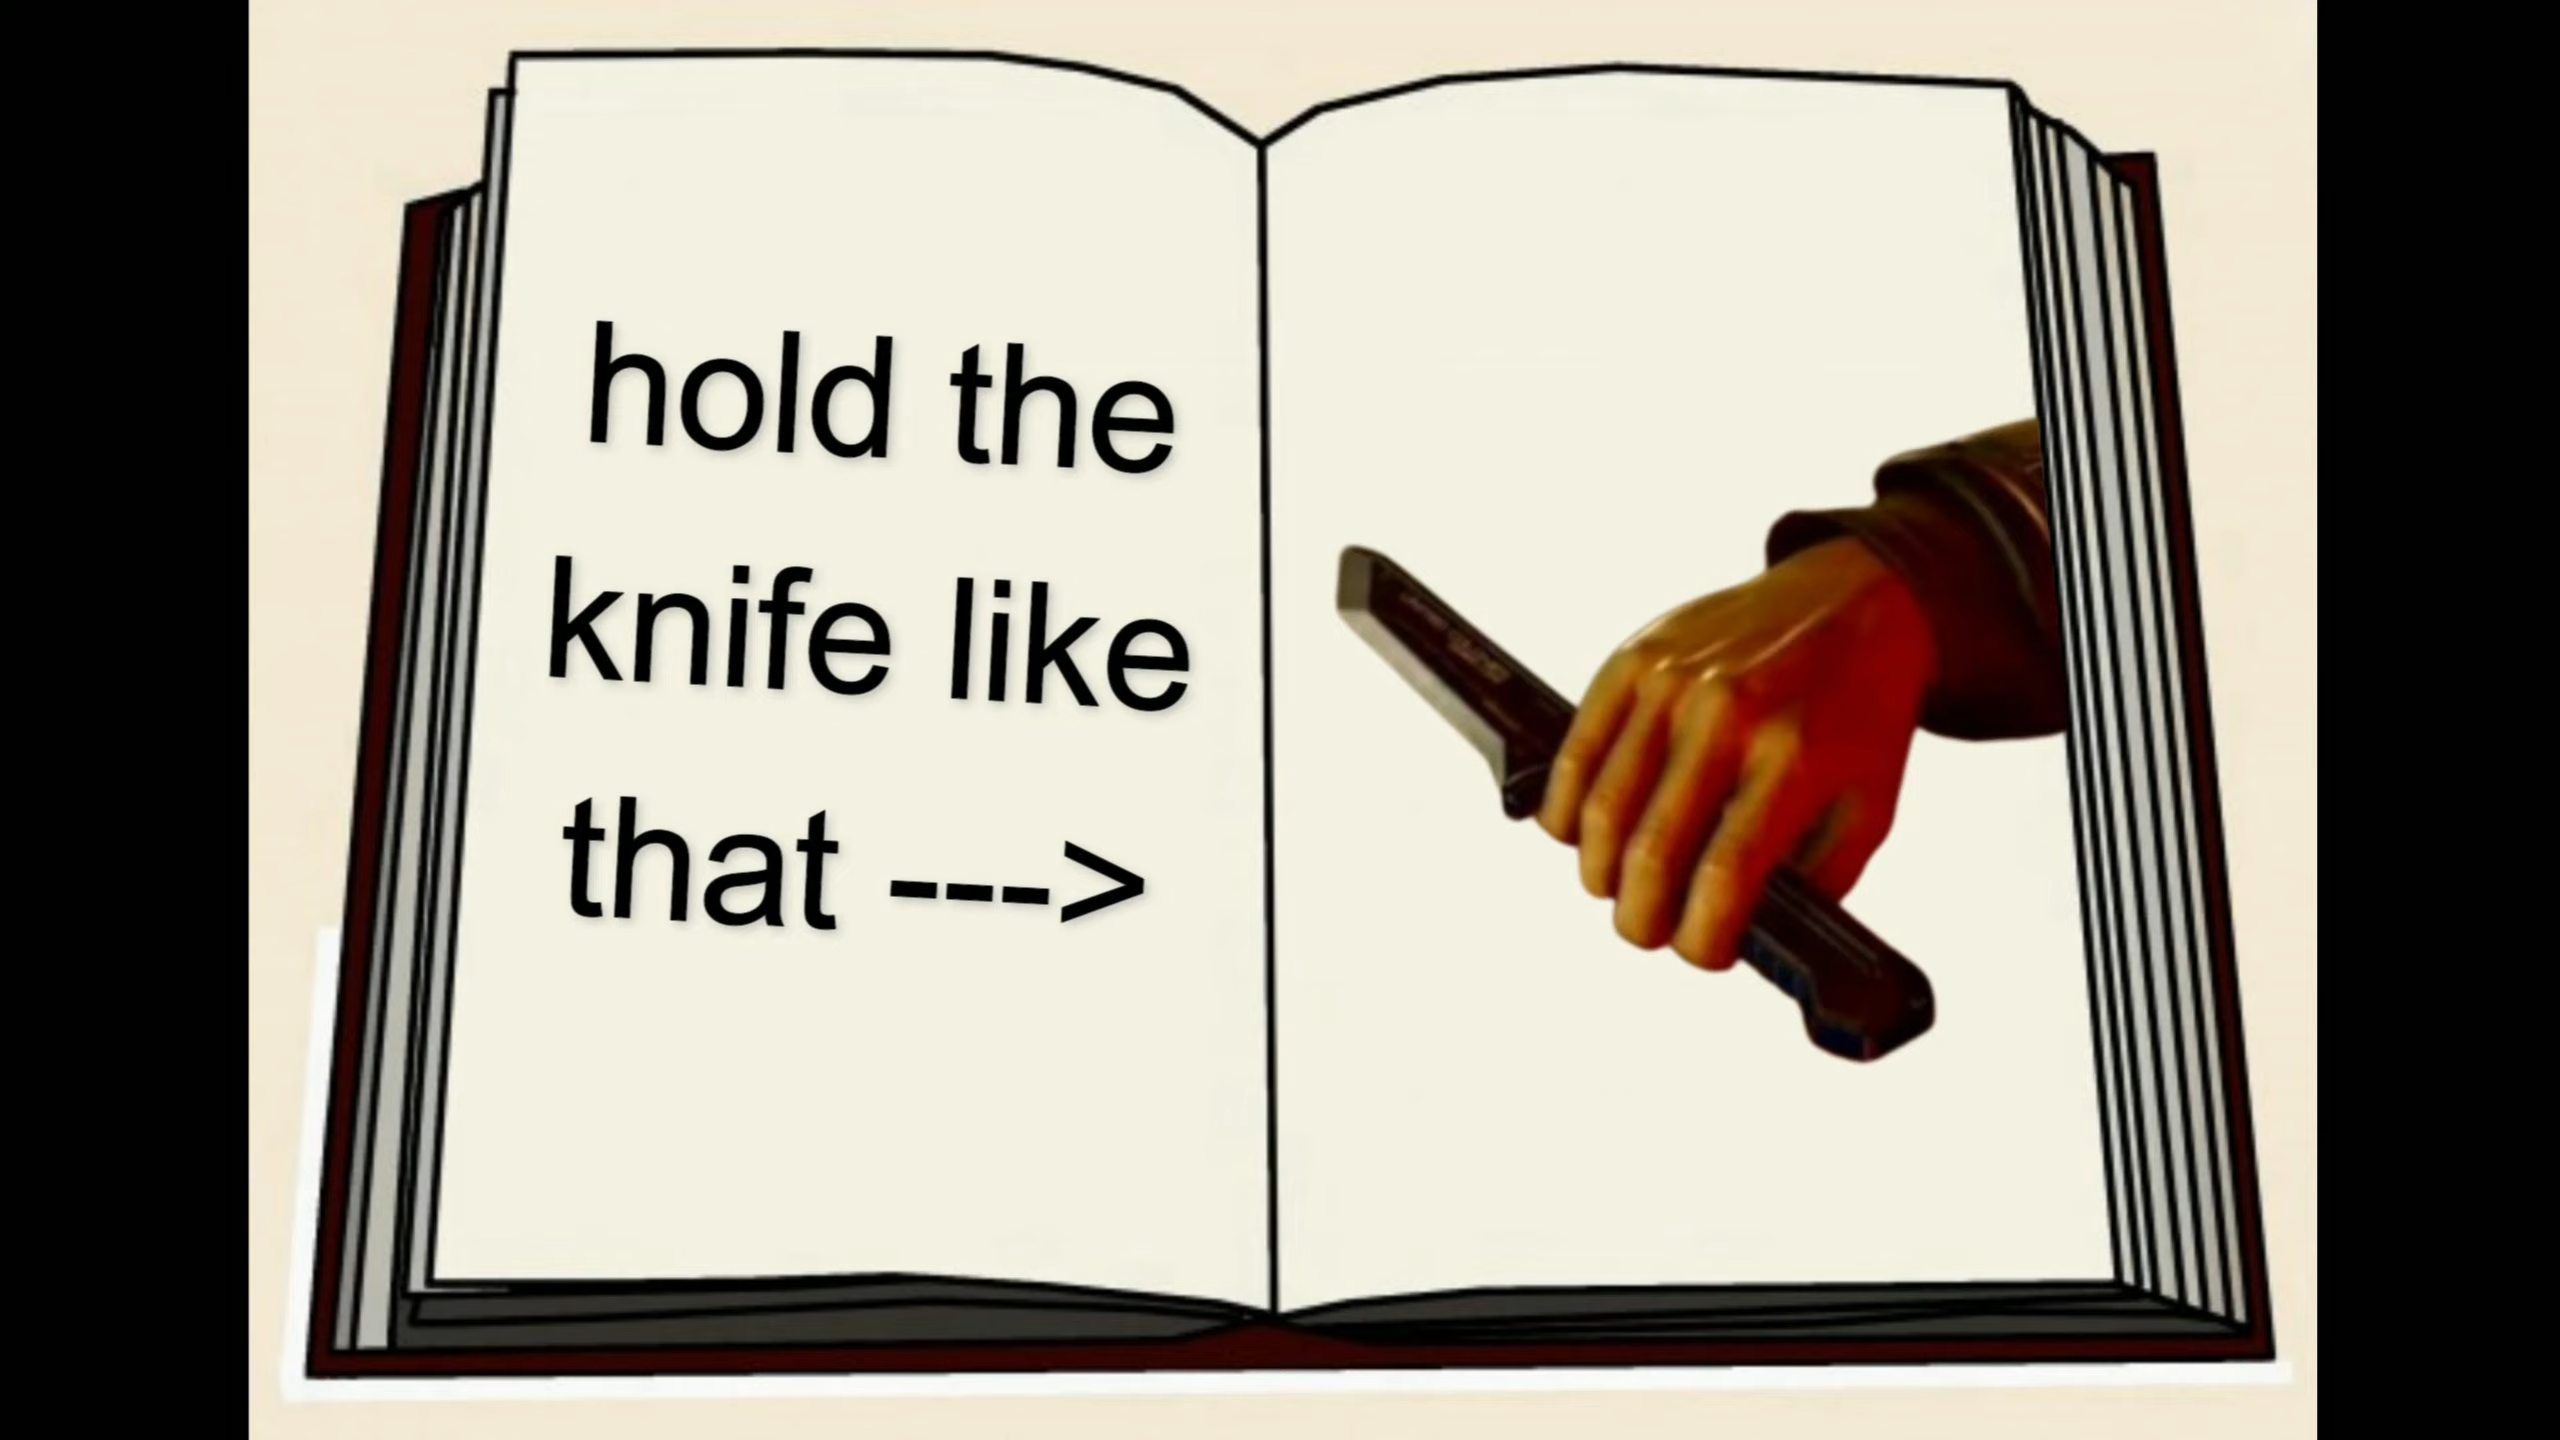 hold the
knife like
that --->